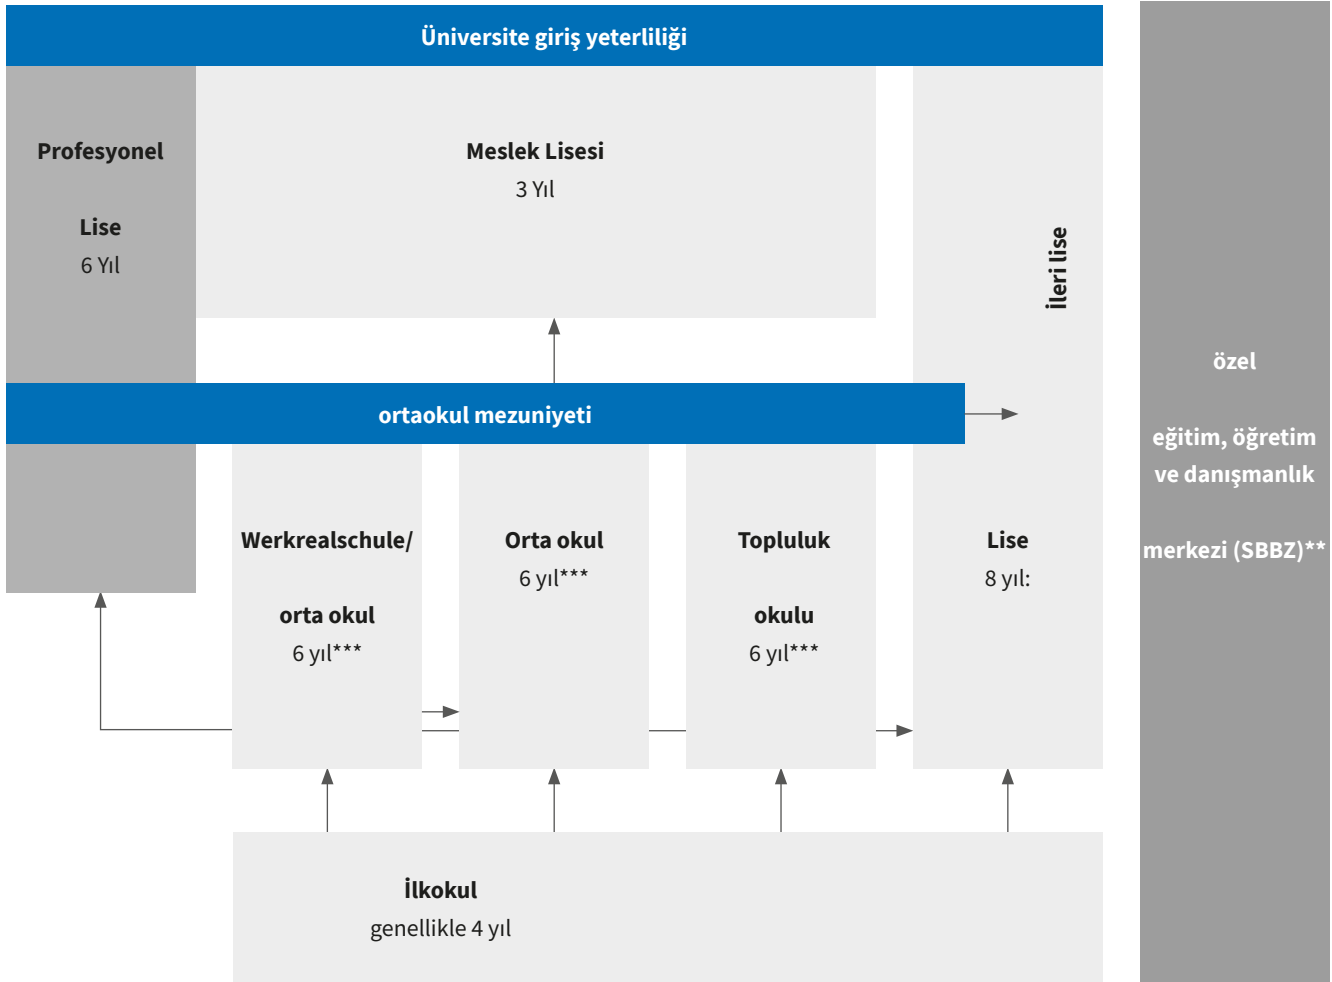 Üniversite giriş yeterliliği
Profesyonel
Lise
6 Yıl
Meslek Lisesi
3 Yıl
İleri lise
ortaokul mezuniyeti
Werkrealschule/
orta okul
6 yıl***
Orta okul
6 yıl***
Topluluk
okulu
6 yıl***
Lise
8 yıl:
İlkokul
genellikle 4 yıl
özel
eğitim, öğretim
ve danışmanlık
merkezi (SBBZ)**